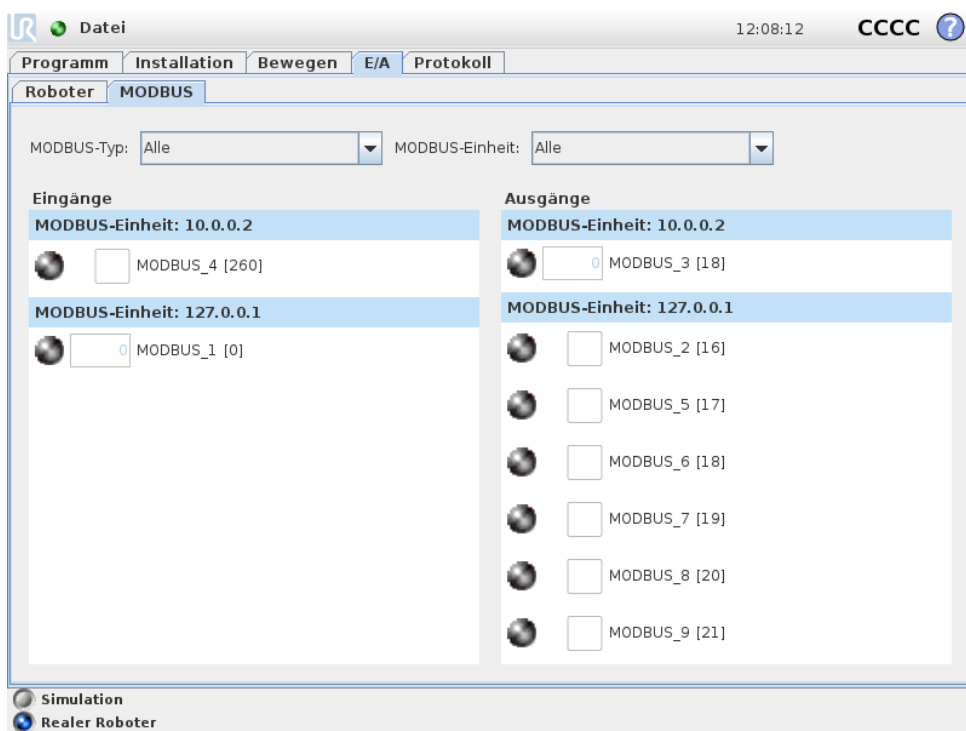 UR Datei 12:08:12 CCCC ?
Programm Installation Bewegen E/A Protokoll
Roboter MODBUS
MODBUS-Typ: Alle MODBUS-Einheit: Alle
Eingänge
MODBUS-Einheit: 10.0.0.2
MODBUS_4 [260]
MODBUS-Einheit: 127.0.0.1
0 MODBUS_1 [0]
Ausgänge
MODBUS-Einheit: 10.0.0.2
0 MODBUS_3 [18]
MODBUS-Einheit: 127.0.0.1
MODBUS_2 [16]
MODBUS_5 [17]
MODBUS_6 [18]
MODBUS_7 [19]
MODBUS_8 [20]
MODBUS_9 [21]
Simulation
Realer Roboter